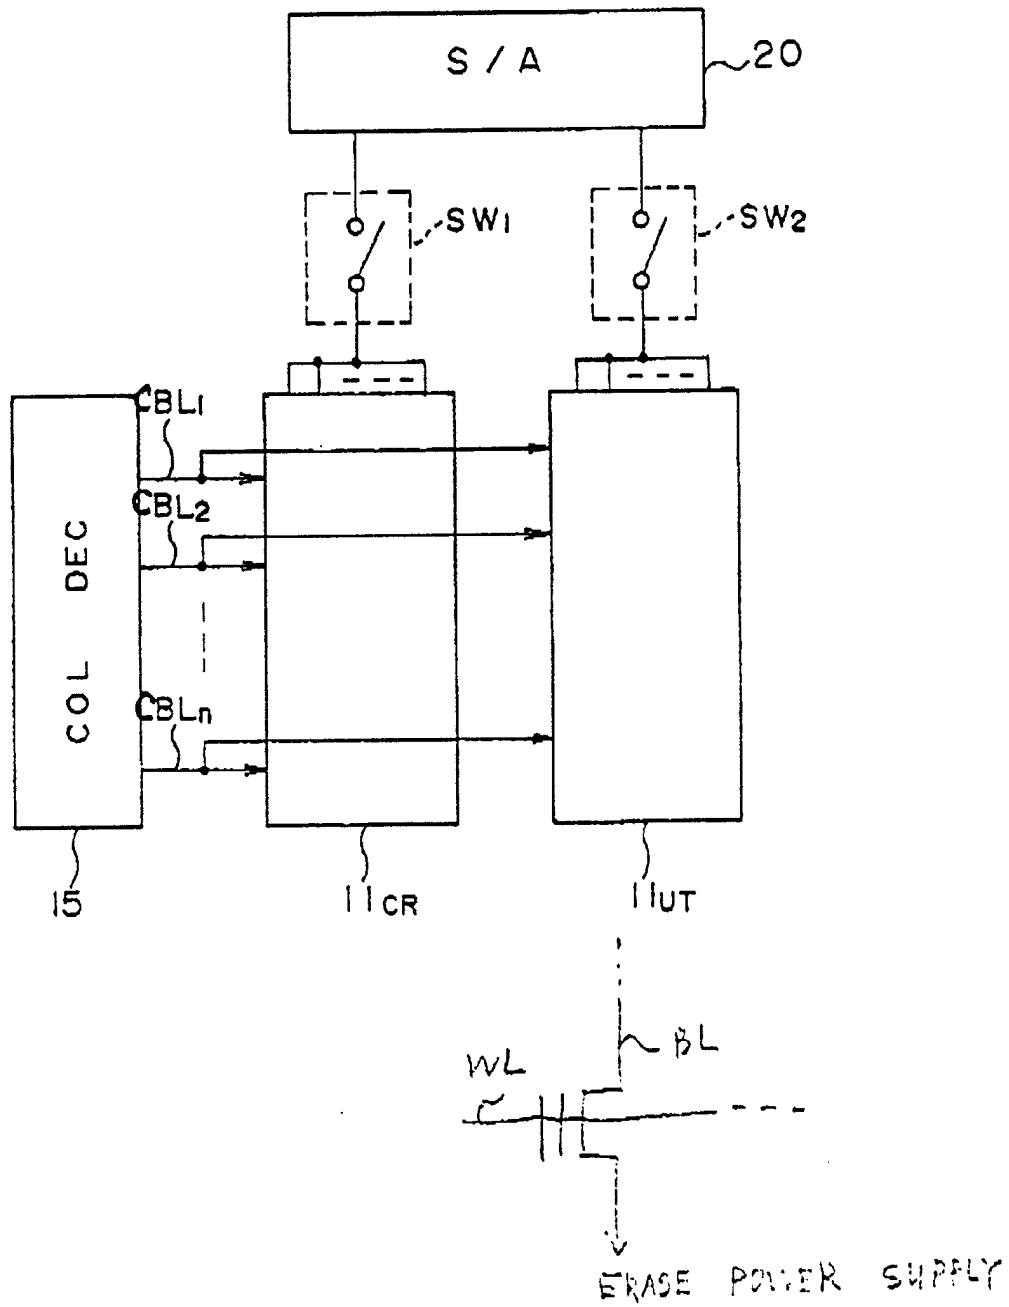 S / A
20
SW1
SW2
CBL1
CBL2
COL DEC
CBLn
15
11CR
11UT
BL
WL
ERASE POWER SUPPLY